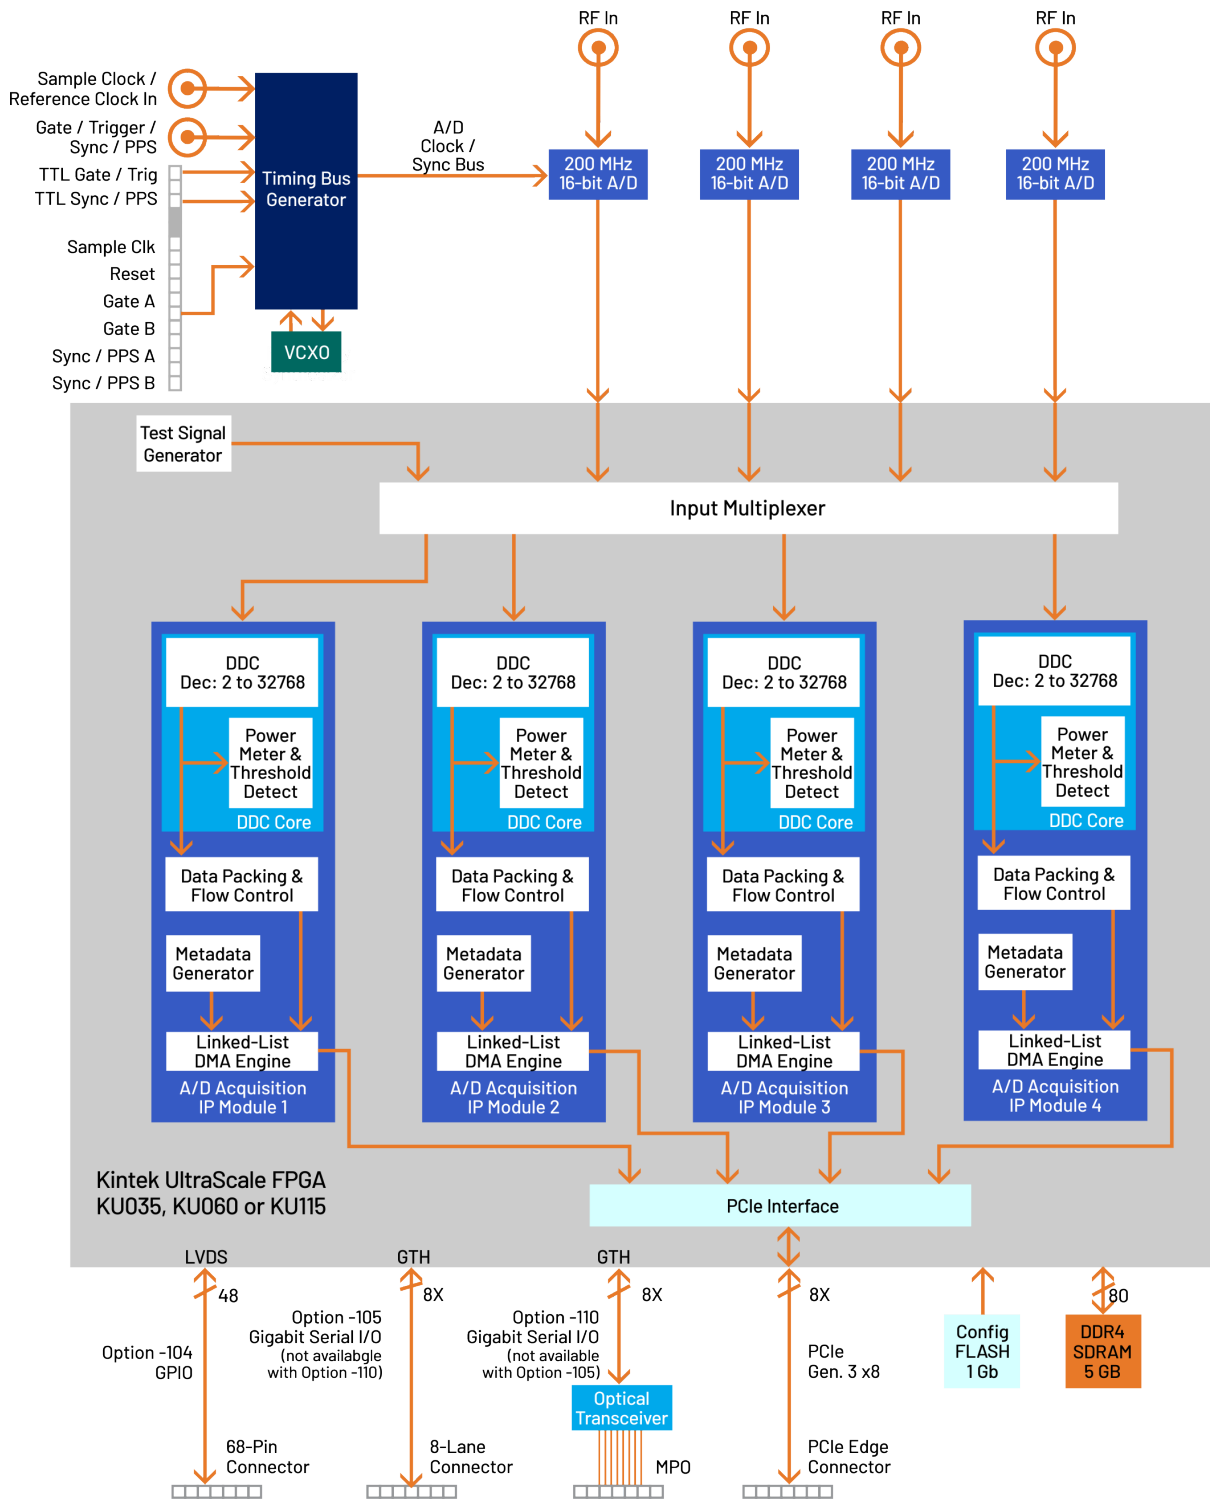 RF In
RF In
RF In
RF In
Sample Clock /
Reference Clock In
Gate / Trigger /
Sync / PPS
TTL Gate / Trig
TTL Sync / PPS
Sample Clk
Reset
Gate A
Gate B
Sync / PPS A
Sync / PPS B
Timing Bus
Generator
VCXO
A/D
Clock /
Sync Bus
200 MHz
16-bit A/D
200 MHz
16-bit A/D
200 MHz
16-bit A/D
200 MHz
16-bit A/D
Test Signal
Generator
Input Multiplexer
DDC
Dec: 2 to 32768
Power
Meter &
Threshold
Detect
DDC Core
Data Packing &
Flow Control
Metadata
Generator
Linked-List
DMA Engine
A/D Acquisition
IP Module 1
DDC
Dec: 2 to 32768
Power
Meter &
Threshold
Detect
DDC Core
Data Packing &
Flow Control
Metadata
Generator
Linked-List
DMA Engine
A/D Acquisition
IP Module 2
DDC
Dec: 2 to 32768
Power
Meter &
Threshold
Detect
DDC Core
Data Packing &
Flow Control
Metadata
Generator
Linked-List
DMA Engine
A/D Acquisition
IP Module 3
DDC
Dec: 2 to 32768
Power
Meter &
Threshold
Detect
DDC Core
Data Packing &
Flow Control
Metadata
Generator
Linked-List
DMA Engine
A/D Acquisition
IP Module 4
Kintek UltraScale FPGA
KU035, KU060 or KU115
PCIe Interface
LVDS
48
Option -104
GPIO
68-Pin
Connector
GTH
8X
Option -105
Gigabit Serial I/O
(not availabgle
with Option -110)
8-Lane
Connector
GTH
8X
Option -110
Gigabit Serial I/O
(not available
with Option -105)
Optical
Transceiver
MPO
8X
PCIe
Gen. 3 x8
PCIe Edge
Connector
Config
FLASH
1 Gb
80
DDR4
SDRAM
5 GB